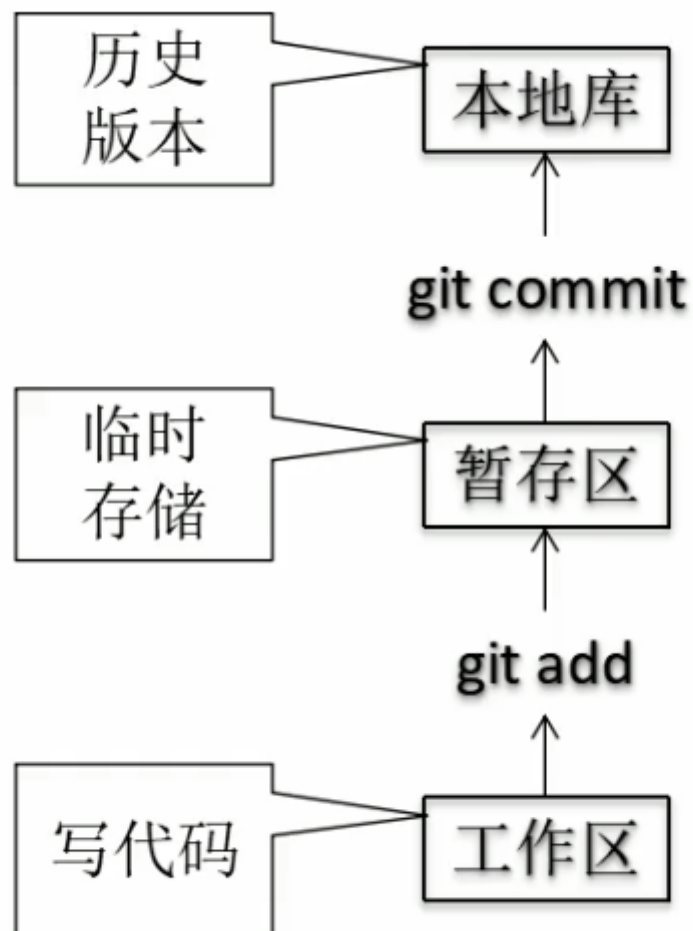 历史
版本
本地库
git commit
临时
存储
暂存区
git add
写代码
工作区